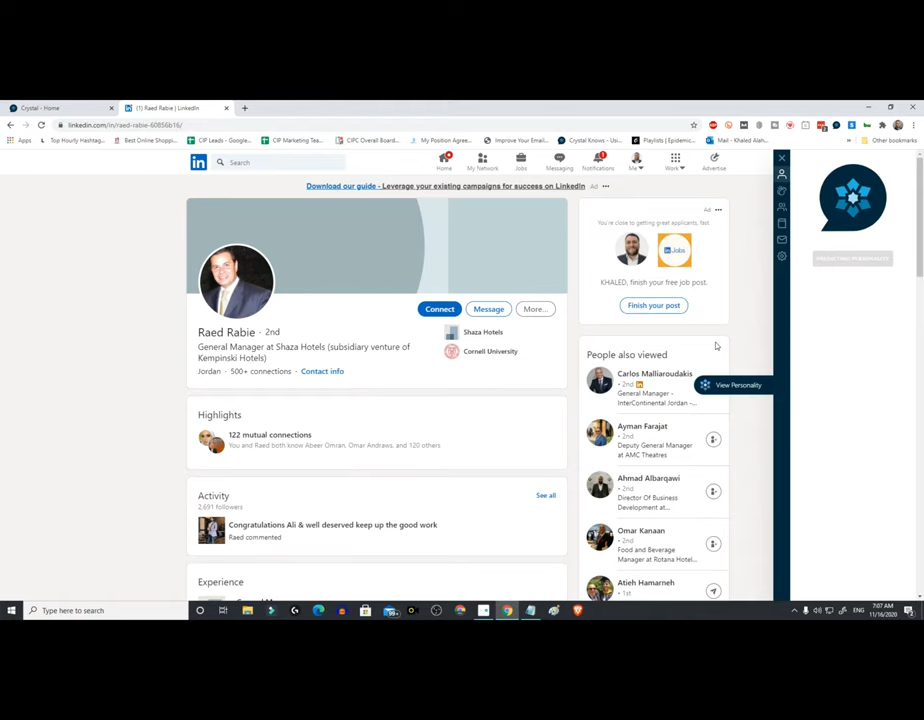 Crystal - Home
(1) Raed Rabie | LinkedIn
linkedin.com/in/raed-rabie-60856b16/
Apps
Top Hourly Hashtag...
Best Online Shoppi...
CIP Leads - Google...
CIP Marketing Tea...
CIPC Overall Board...
My Position Agree...
Improve Your Email...
Crystal Knows - Us...
Playlists | Epidemic...
Mail - Khaled Alah...
Other bookmarks
Search
Home
My Network
Jobs
Messaging
Notifications
Me
Work
Advertise
Download our guide - Leverage your existing campaigns for success on LinkedIn Ad
Connect
Message
More...
Raed Rabie · 2nd
General Manager at Shaza Hotels (subsidiary venture of
Kempinski Hotels)
Jordan · 500+ connections · Contact info
Shaza Hotels
Cornell University
Highlights
122 mutual connections
You and Raed both know Abeer Omran, Omar Andraws, and 120 others
Activity
2,691 followers
See all
Congratulations Ali & well deserved keep up the good work
Raed commented
Experience
Ad
You're close to getting great applicants, fast.
Jobs
KHALED, finish your free job post.
Finish your post
People also viewed
Carlos Malliaroudakis
• 2nd
General Manager -
InterContinental Jordan -...
Ayman Farajat
• 2nd
Deputy General Manager
at AMC Theatres
Ahmad Albarqawi
• 2nd
Director Of Business
Development at...
Omar Kanaan
• 2nd
Food and Beverage
Manager at Rotana Hotel...
Atieh Hamarneh
• 1st
View Personality
PREDICTING PERSONALITY
Type here to search
99+
ENG
7:07 AM
11/16/2020